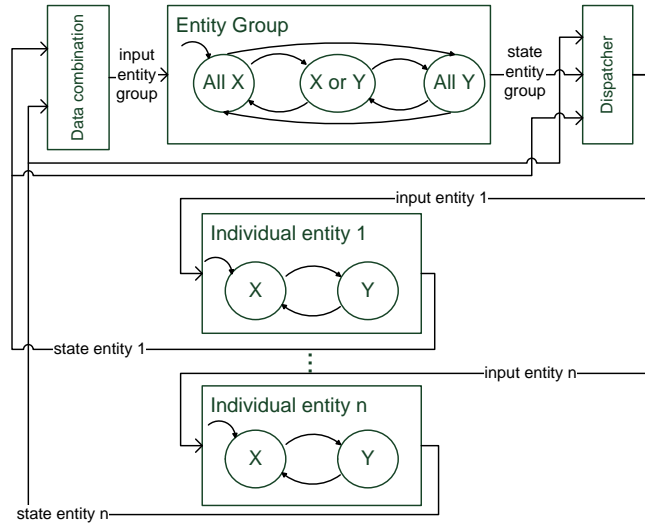 Data combination
input
entity
group
Entity Group
All X
X or Y
All Y
state
entity
group
Dispatcher
input entity 1
Individual entity 1
X
Y
state entity 1
input entity n
Individual entity n
X
Y
state entity n